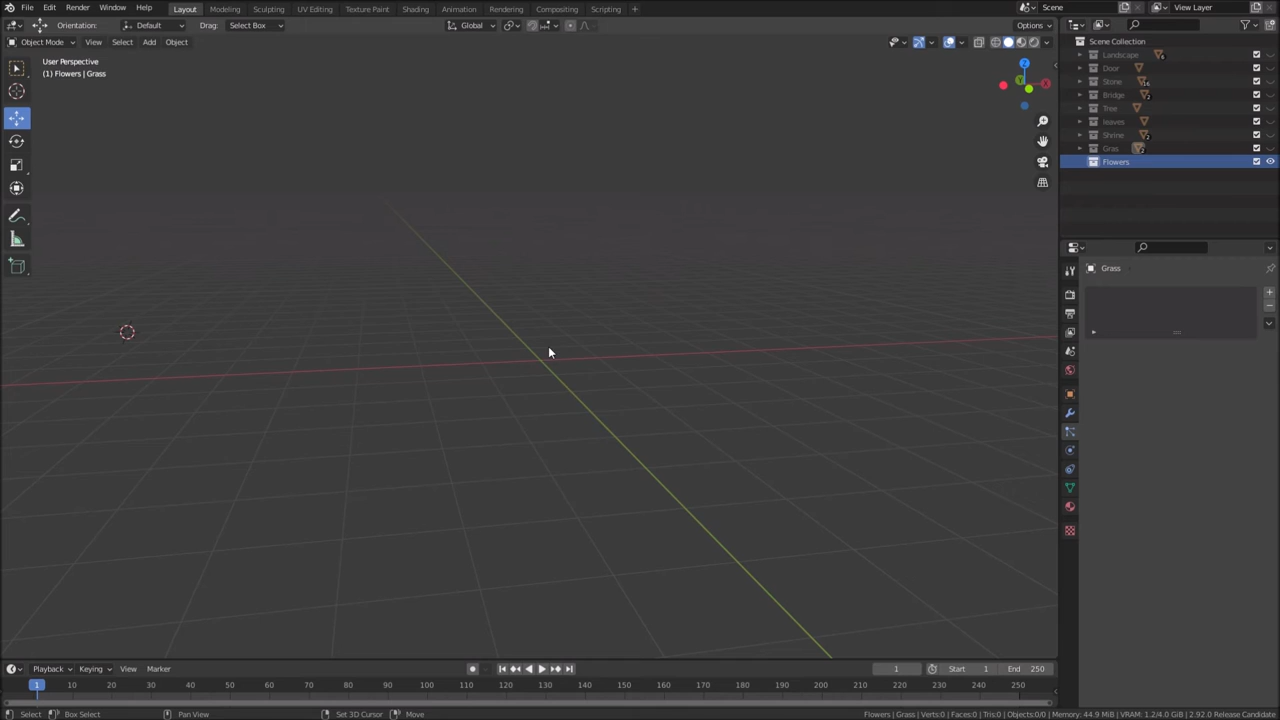 File Edit Render Window Help Layout Modeling Sculpting UV Editing Texture Paint Shading Animation Rendering Compositing Scripting + Scene View Layer
Orientation: Default Drag: Select Box Global Options
Object Mode View Select Add Object
User Perspective
(1) Flowers | Grass
Z
Y
X
Scene Collection
Landscape 6
Door
Stone 16
Bridge 2
Tree
leaves
Shrine 2
Gras 2
Flowers
Grass
Playback Keying View Marker 1 Start 1 End 250
1 10 20 30 40 50 60 70 80 90 100 110 120 130 140 150 160 170 180 190 200 210 220 230 240 250
Select Box Select Pan View Set 3D Cursor Move Flowers | Grass | Verts:0 | Faces:0 | Tris:0 | Objects:0/0 | Memory: 44.9 MiB | VRAM: 1.2/4.0 GiB | 2.92.0 Release Candidate